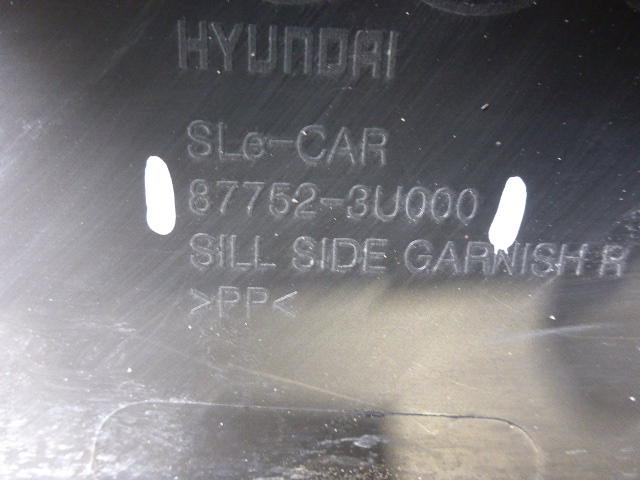 HYUNDAI
SLe-CAR
87752-3U000
SILL SIDE GARNISH R
>PP<